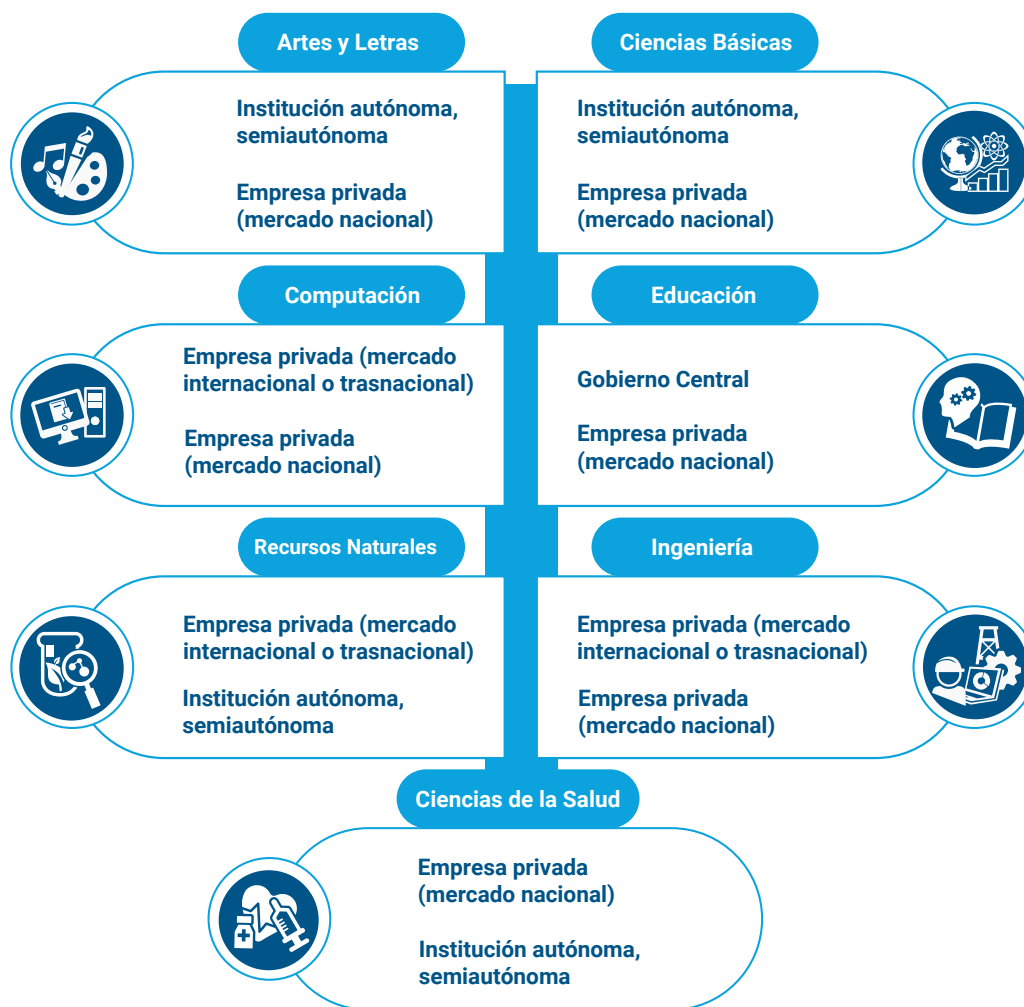 Artes y Letras
Institución autónoma,
semiautónoma
Empresa privada
(mercado nacional)
Ciencias Básicas
Institución autónoma,
semiautónoma
Empresa privada
(mercado nacional)
Computación
Empresa privada (mercado
internacional o trasnacional)
Empresa privada
(mercado nacional)
Educación
Gobierno Central
Empresa privada
(mercado nacional)
Recursos Naturales
Empresa privada (mercado
internacional o trasnacional)
Institución autónoma,
semiautónoma
Ingeniería
Empresa privada (mercado
internacional o trasnacional)
Empresa privada
(mercado nacional)
Ciencias de la Salud
Empresa privada
(mercado nacional)
Institución autónoma,
semiautónoma